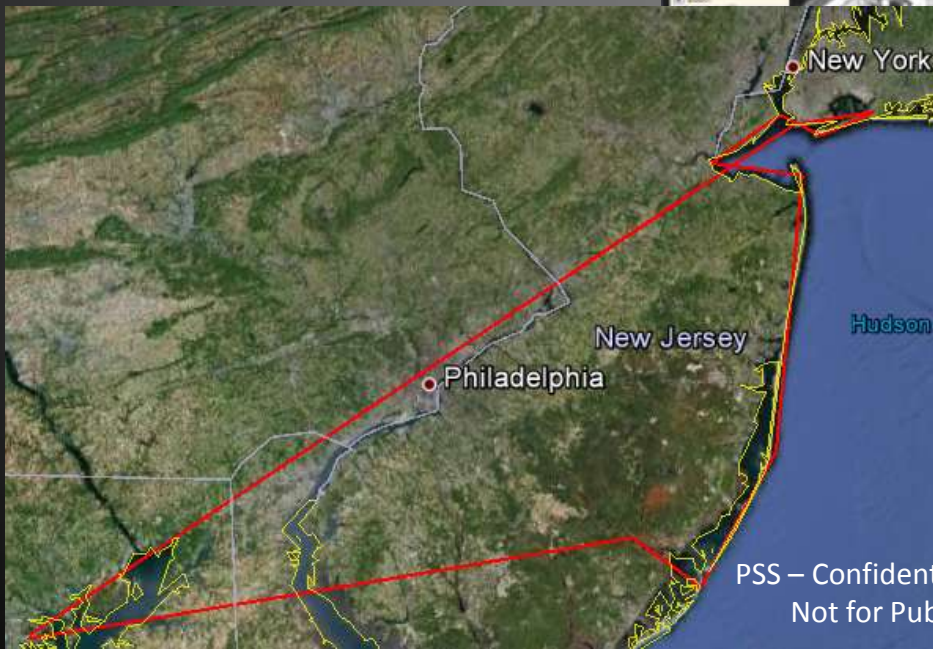 New York
New Jersey
Hudson
Philadelphia
PSS – Confident
Not for Pub